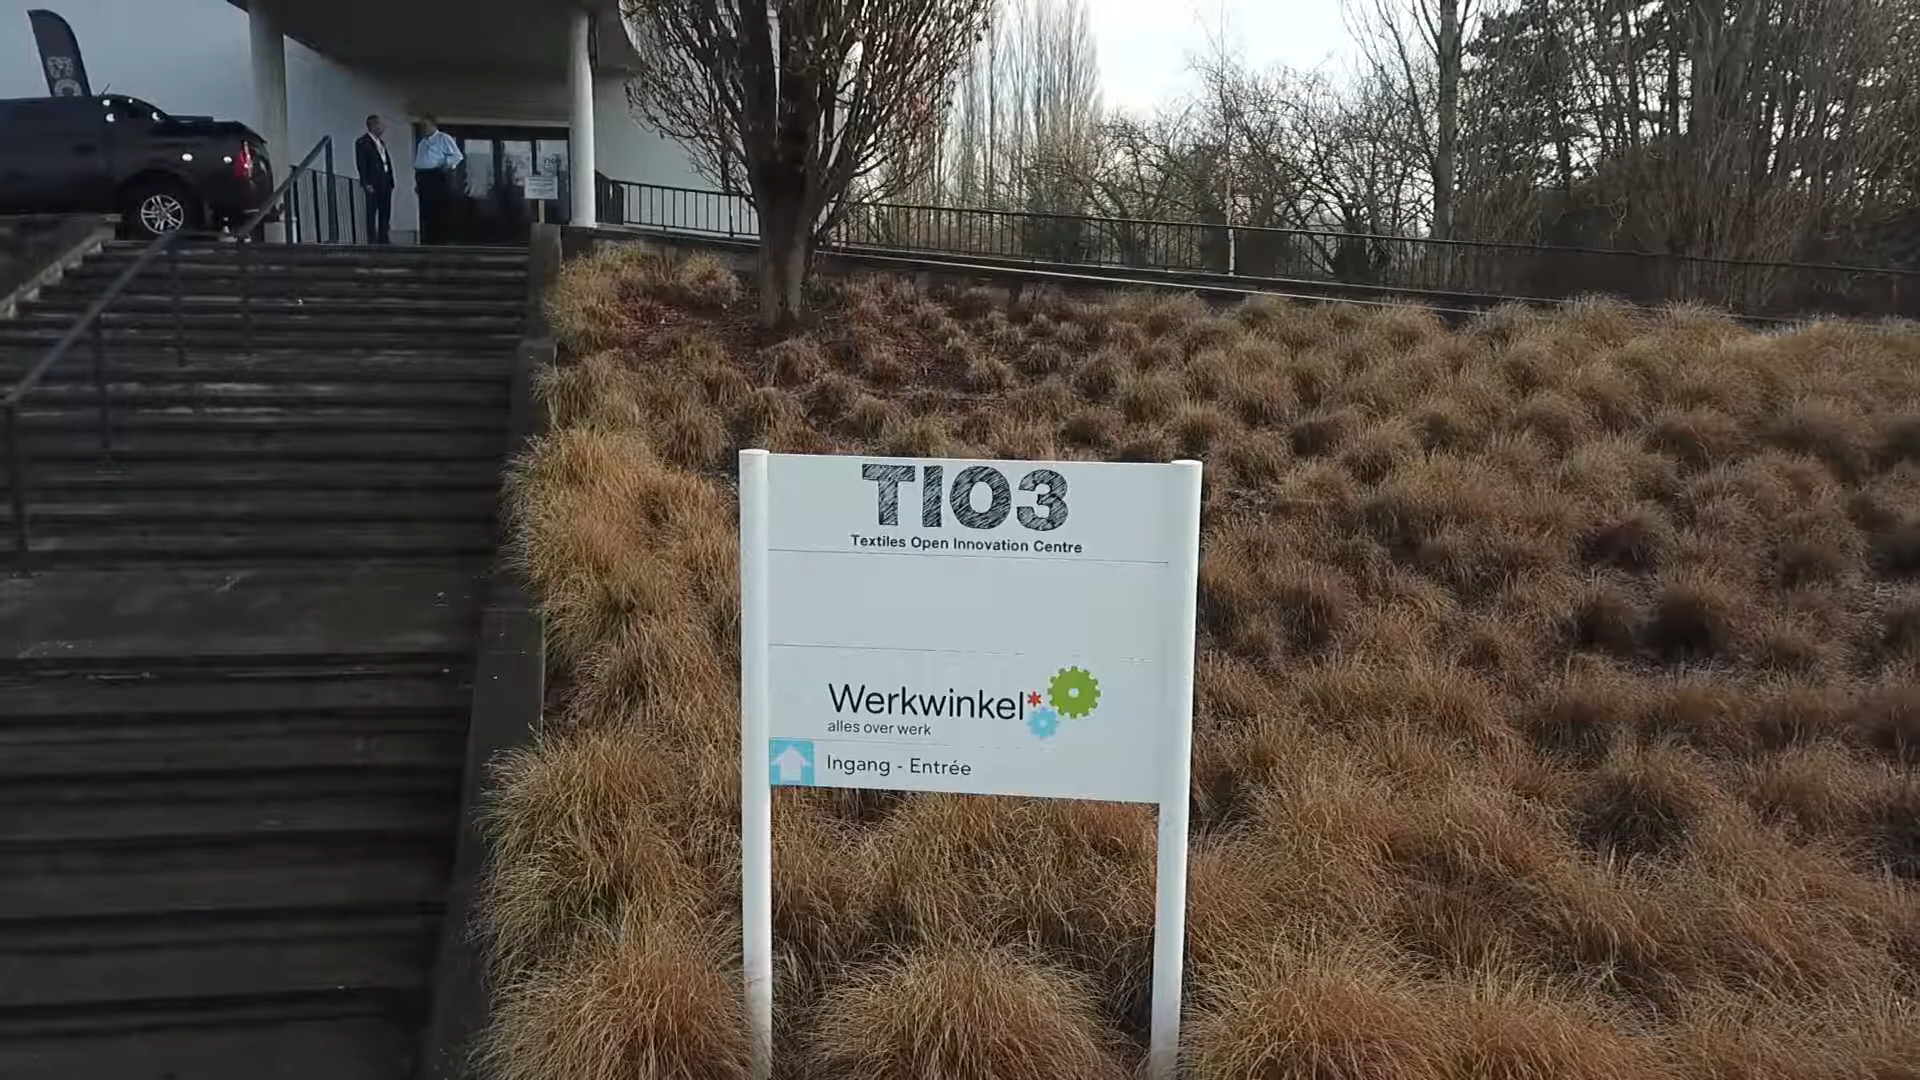 TIO3
Textiles Open Innovation Centre
Werkwinkel
alles over werk
Ingang - Entrée